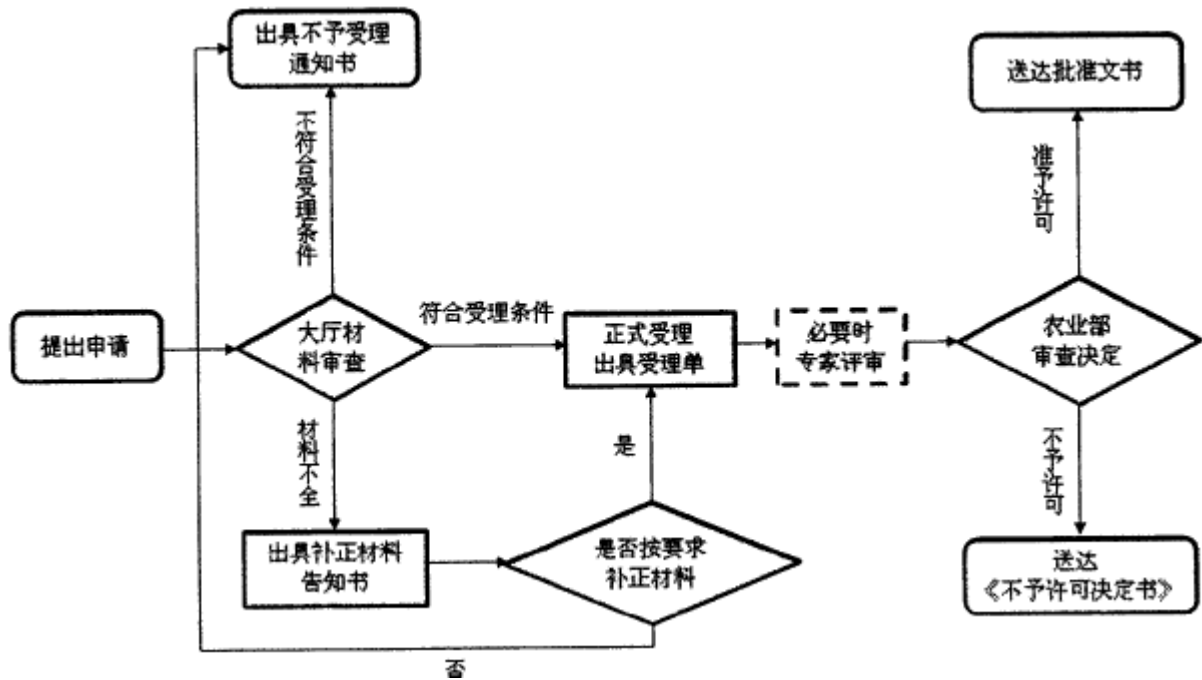 出具不予受理
通知书
送达批准文书
不符合受理条件
准予许可
提出申请
大厅材
料审查
符合受理条件
正式受理
出具受理单
必要时
专家评审
农业部
审查决定
材料不全
是
不予许可
出具补正材料
告知书
是否按要求
补正材料
送达
《不予许可决定书》
否